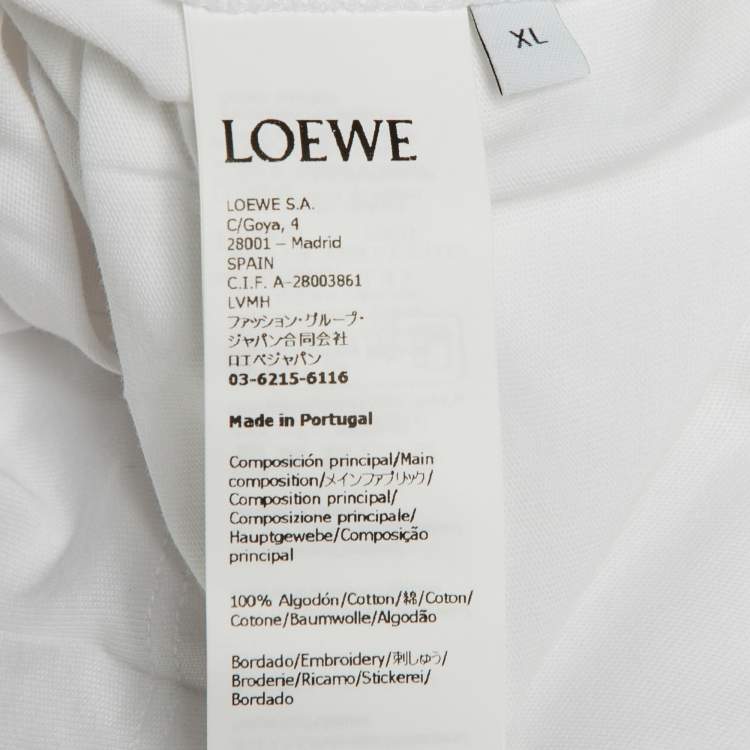 XL
LOEWE
LOEWE S.A.
C/Goya, 4
28001 – Madrid
SPAIN
C.I.F. A-28003861
LVMH
ファッション・グループ・
ジャパン合同会社
ロエベジャパン
03-6215-6116
Made in Portugal
Composición principal/Main
composition/メインファブリック/
Composition principal/
Composizione principale/
Hauptgewebe/Composição
principal
100% Algodón/Cotton/綿/Coton/
Cotone/Baumwolle/Algodão
Bordado/Embroidery/刺しゅう/
Broderie/Ricamo/Stickerei/
Bordado